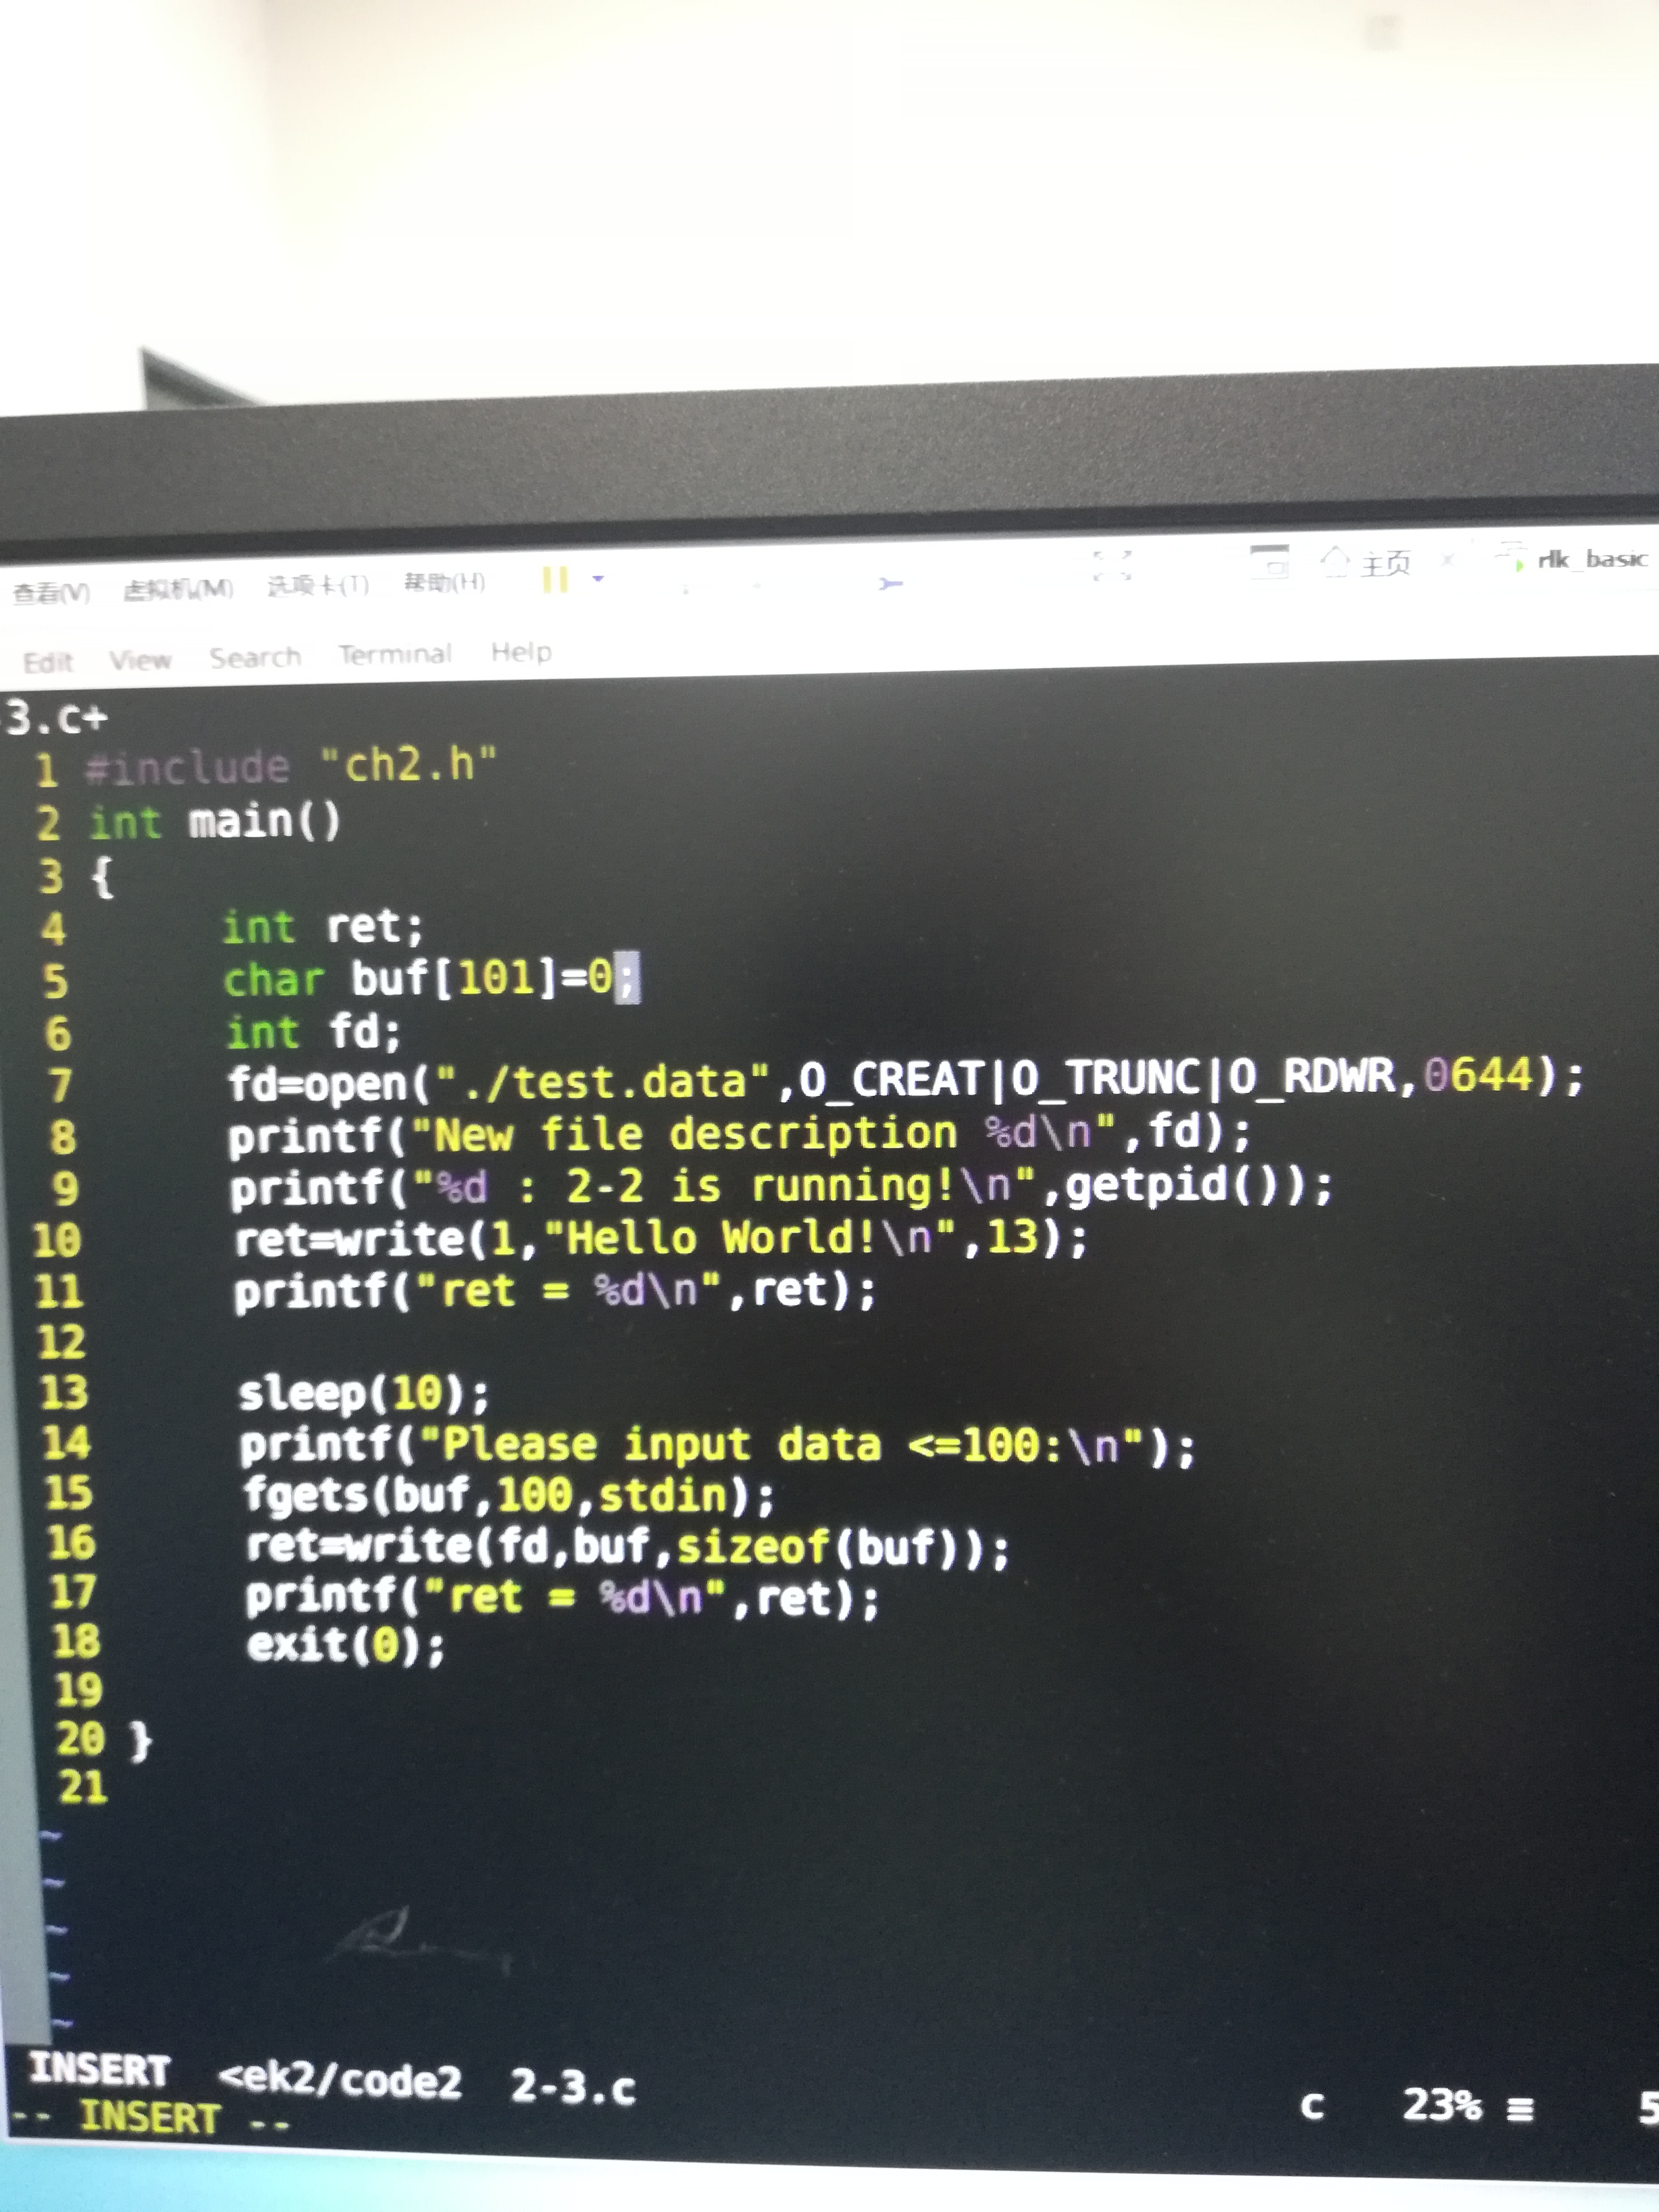 查看(V) 虚拟机(M) 选项卡(T) 帮助(H) 主页 rlk_basic
Edit View Search Terminal Help
3.c+
1 #include "ch2.h"
2 int main()
3 {
4 int ret;
5 char buf[101]=0;
6 int fd;
7 fd=open("./test.data",O_CREAT|O_TRUNC|O_RDWR,0644);
8 printf("New file description %d\n",fd);
9 printf("%d : 2-2 is running!\n",getpid());
10 ret=write(1,"Hello World!\n",13);
11 printf("ret = %d\n",ret);
12
13 sleep(10);
14 printf("Please input data <=100:\n");
15 fgets(buf,100,stdin);
16 ret=write(fd,buf,sizeof(buf));
17 printf("ret = %d\n",ret);
18 exit(0);
19
20 }
21
~
~
~
~
~
INSERT <ek2/code2 2-3.c c 23% ≡ 5
-- INSERT --